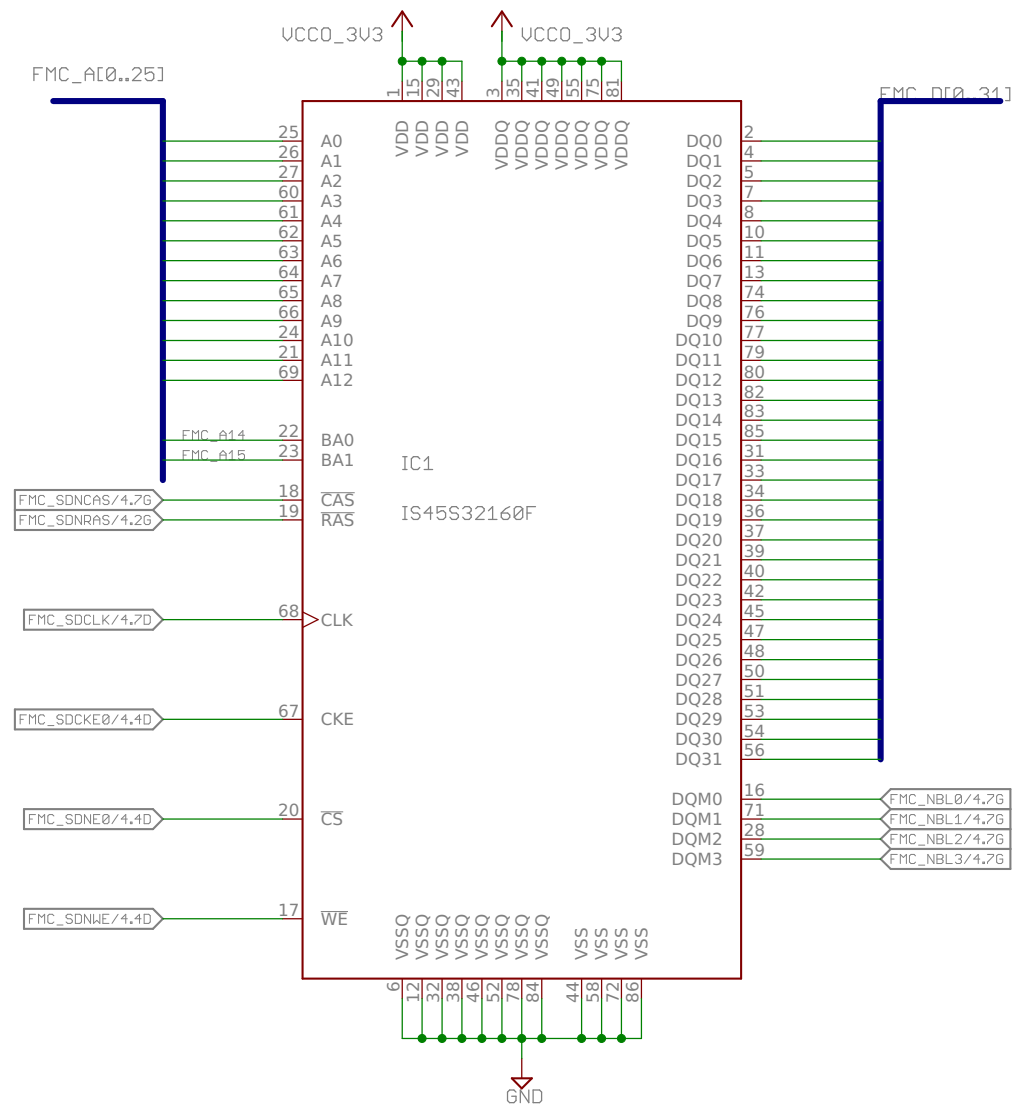 VCCO_3V3 VCCO_3V3
FMC_A[0..25] FMC_D[0..31]
1 15 29 43 3 35 41 49 55 75 81
VDD VDD VDD VDD VDDQ VDDQ VDDQ VDDQ VDDQ VDDQ VDDQ
25 A0 DQ0 2
26 A1 DQ1 4
27 A2 DQ2 5
60 A3 DQ3 7
61 A4 DQ4 8
62 A5 DQ5 10
63 A6 DQ6 11
64 A7 DQ7 13
65 A8 DQ8 74
66 A9 DQ9 76
24 A10 DQ10 77
21 A11 DQ11 79
69 A12 DQ12 80
DQ13 82
DQ14 83
FMC_A14 22 BA0 DQ15 85
FMC_A15 23 BA1 IC1 DQ16 31
DQ17 33
FMC_SDNCAS/4.7G 18 CAS DQ18 34
FMC_SDNRAS/4.2G 19 RAS IS45S32160F DQ19 36
DQ20 37
DQ21 39
DQ22 40
DQ23 42
FMC_SDCLK/4.7D 68 CLK DQ24 45
DQ25 47
DQ26 48
DQ27 50
DQ28 51
FMC_SDCKE0/4.4D 67 CKE DQ29 53
DQ30 54
DQ31 56
DQM0 16 FMC_NBL0/4.7G
FMC_SDNE0/4.4D 20 CS DQM1 71 FMC_NBL1/4.7G
DQM2 28 FMC_NBL2/4.7G
DQM3 59 FMC_NBL3/4.7G
FMC_SDNWE/4.4D 17 WE
VSSQ VSSQ VSSQ VSSQ VSSQ VSSQ VSSQ VSSQ VSS VSS VSS VSS
6 12 32 38 46 52 78 84 44 58 72 86
GND